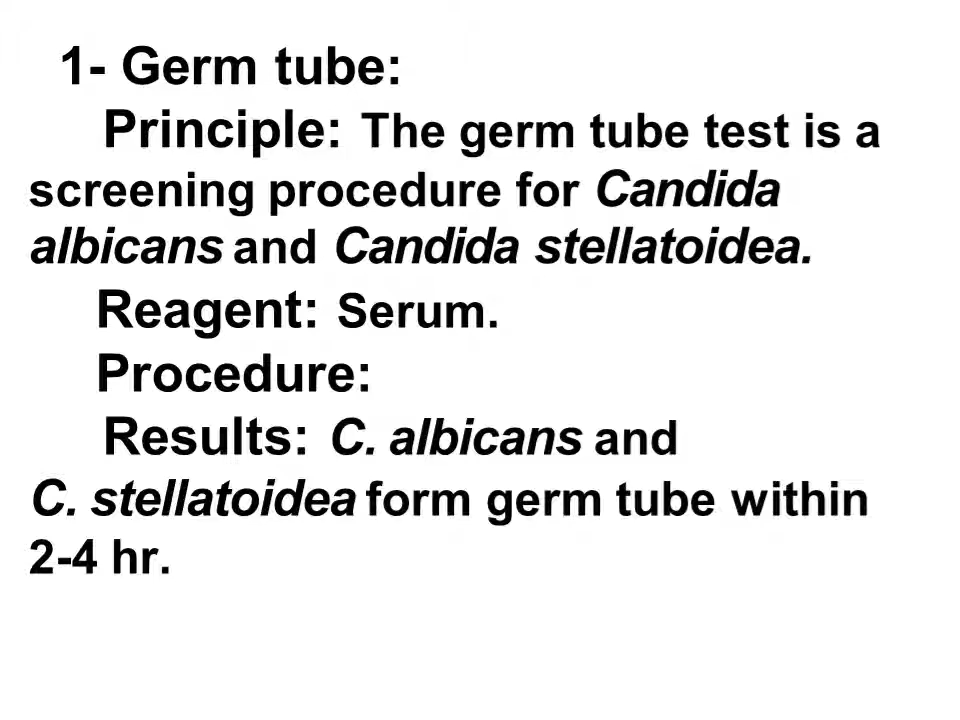 1- Germ tube:
Principle: The germ tube test is a
screening procedure for Candida
albicans and Candida stellatoidea.
Reagent: Serum.
Procedure:
Results: C. albicans and
C. stellatoidea form germ tube within
2-4 hr.